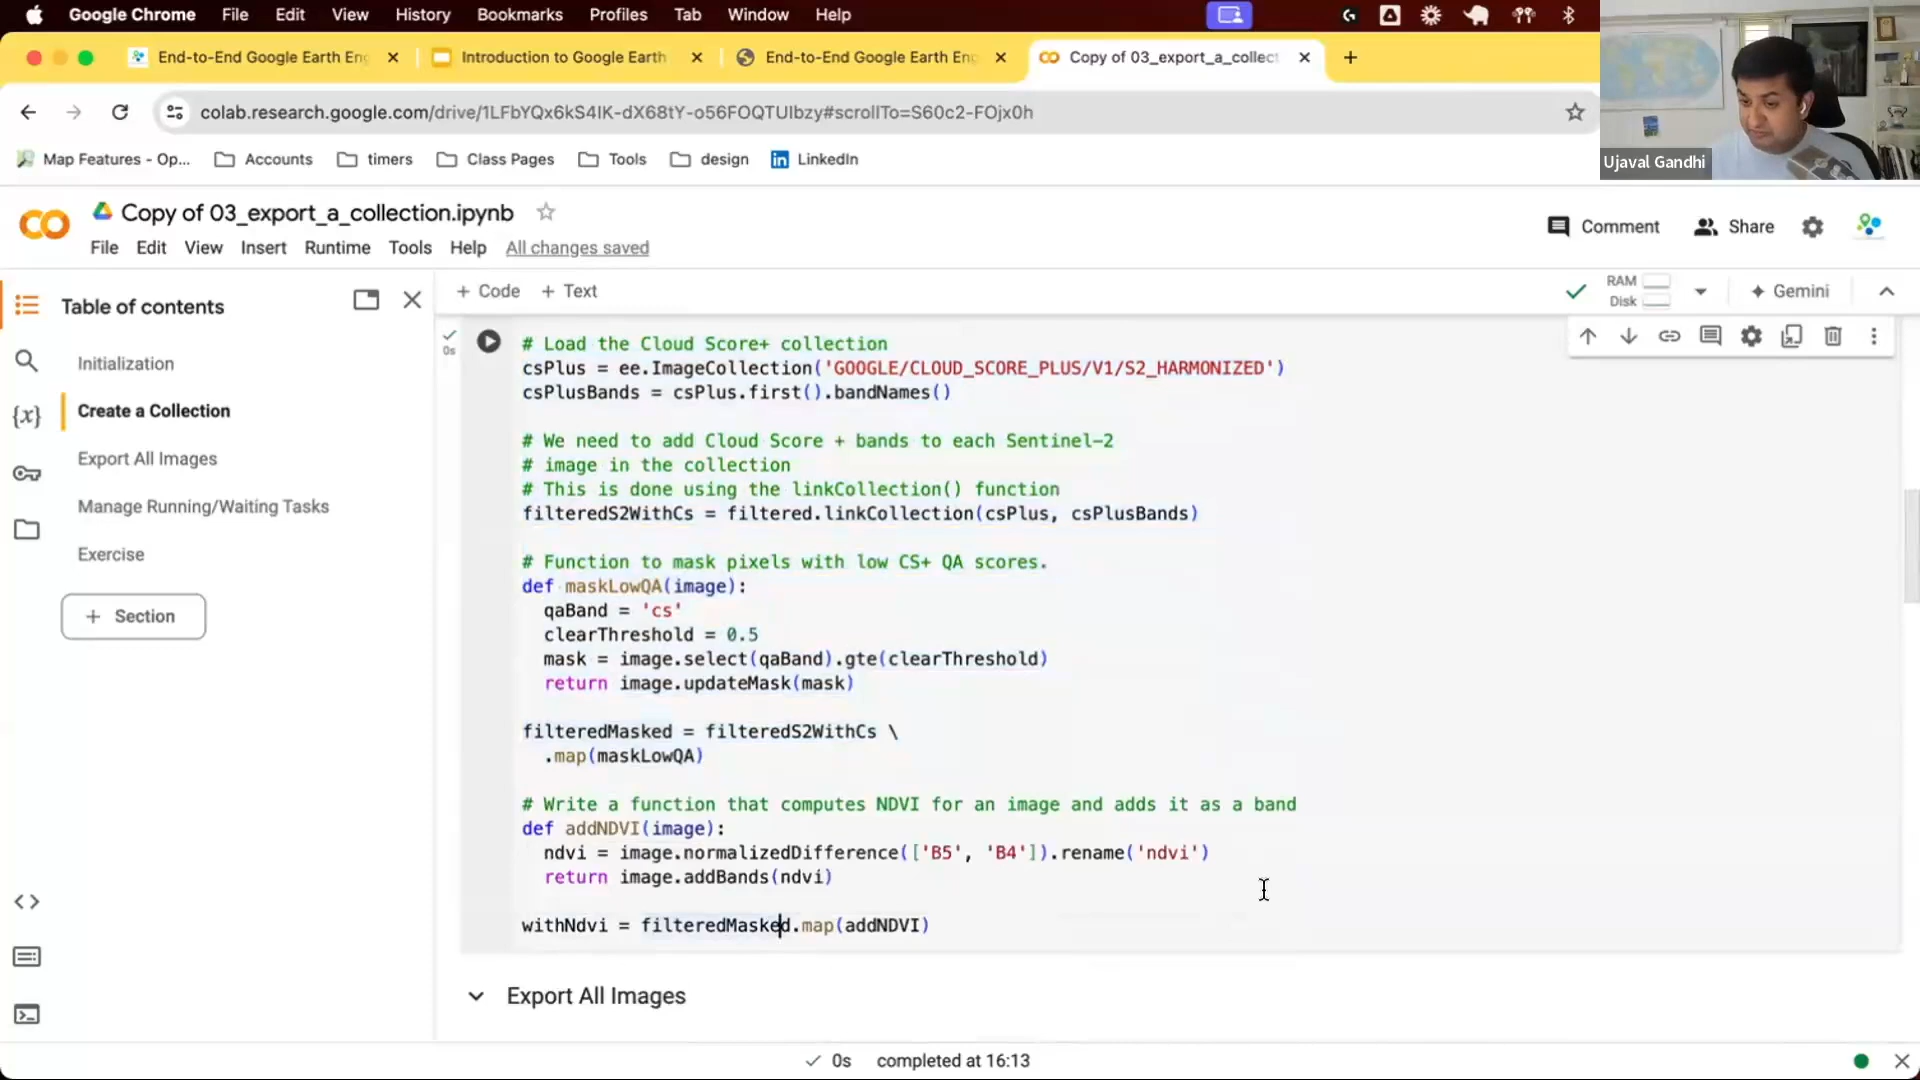 Google Chrome File Edit View History Bookmarks Profiles Tab Window Help
End-to-End Google Earth En
Introduction to Google Earth
End-to-End Google Earth Eng
Copy of 03_export_a_collect
colab.research.google.com/drive/1LFbYQx6kS4IK-dX68tY-o56FOQTUIbzy#scrollTo=S60c2-FOjx0h
Map Features - Op...
Accounts
timers
Class Pages
Tools
design
LinkedIn
Ujaval Gandhi
Copy of 03_export_a_collection.ipynb
Comment
Share
File Edit View Insert Runtime Tools Help All changes saved
Table of contents
Initialization
Create a Collection
Export All Images
Manage Running/Waiting Tasks
Exercise
+ Section
+ Code + Text
RAM
Disk
Gemini
0s
# Load the Cloud Score+ collection
csPlus = ee.ImageCollection('GOOGLE/CLOUD_SCORE_PLUS/V1/S2_HARMONIZED')
csPlusBands = csPlus.first().bandNames()
# We need to add Cloud Score + bands to each Sentinel-2
# image in the collection
# This is done using the linkCollection() function
filteredS2WithCs = filtered.linkCollection(csPlus, csPlusBands)
# Function to mask pixels with low CS+ QA scores.
def maskLowQA(image):
qaBand = 'cs'
clearThreshold = 0.5
mask = image.select(qaBand).gte(clearThreshold)
return image.updateMask(mask)
filteredMasked = filteredS2WithCs \
.map(maskLowQA)
# Write a function that computes NDVI for an image and adds it as a band
def addNDVI(image):
ndvi = image.normalizedDifference(['B5', 'B4']).rename('ndvi')
return image.addBands(ndvi)
withNdvi = filteredMasked.map(addNDVI)
Export All Images
0s completed at 16:13